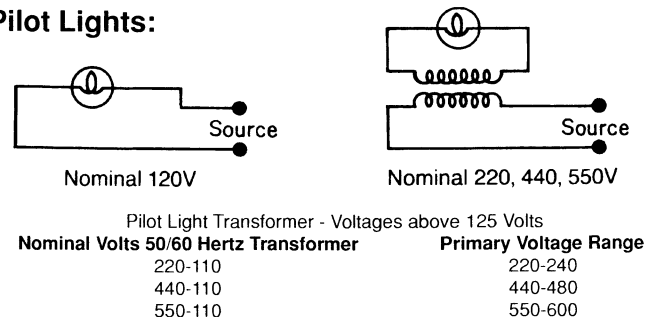 Pilot Lights:
Source
Source
Nominal 120V
Nominal 220, 440, 550V
Pilot Light Transformer - Voltages above 125 Volts
Nominal Volts 50/60 Hertz Transformer Primary Voltage Range
220-110 220-240
440-110 440-480
550-110 550-600